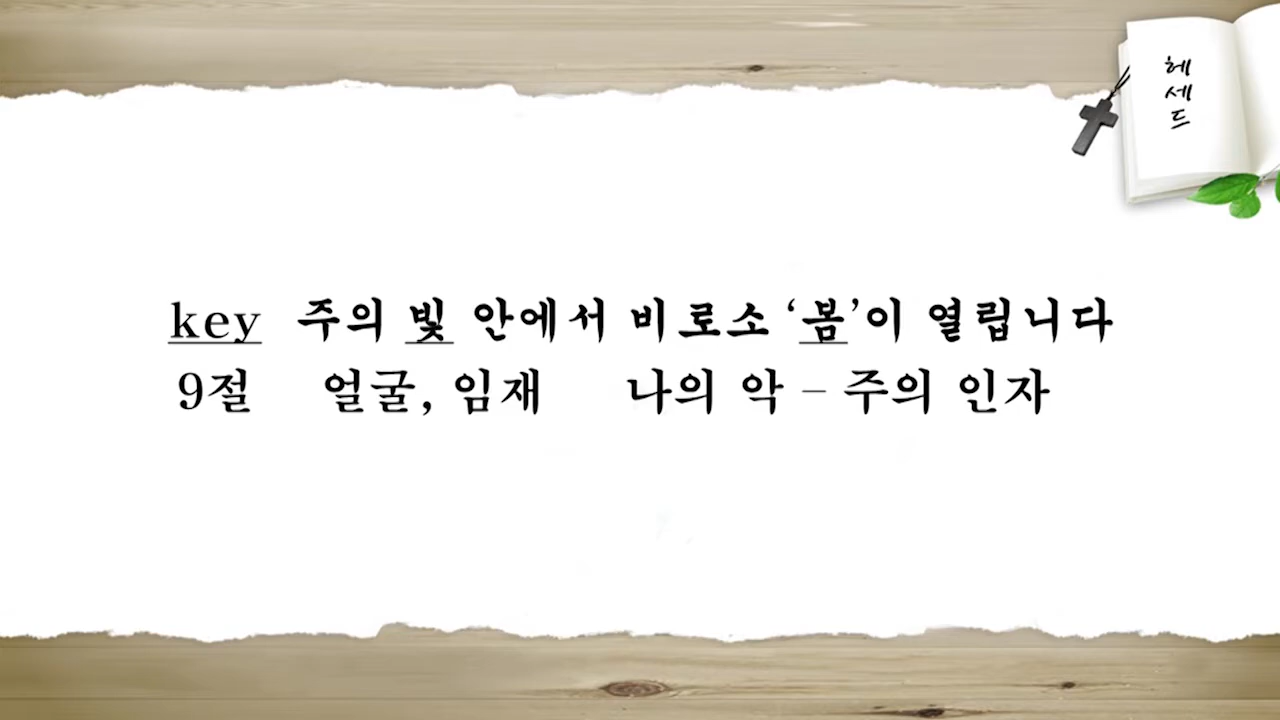 헤세드
key 주의 빛 안에서 비로소 ‘봄’이 열립니다
9절 얼굴, 임재 나의 악 – 주의 인자